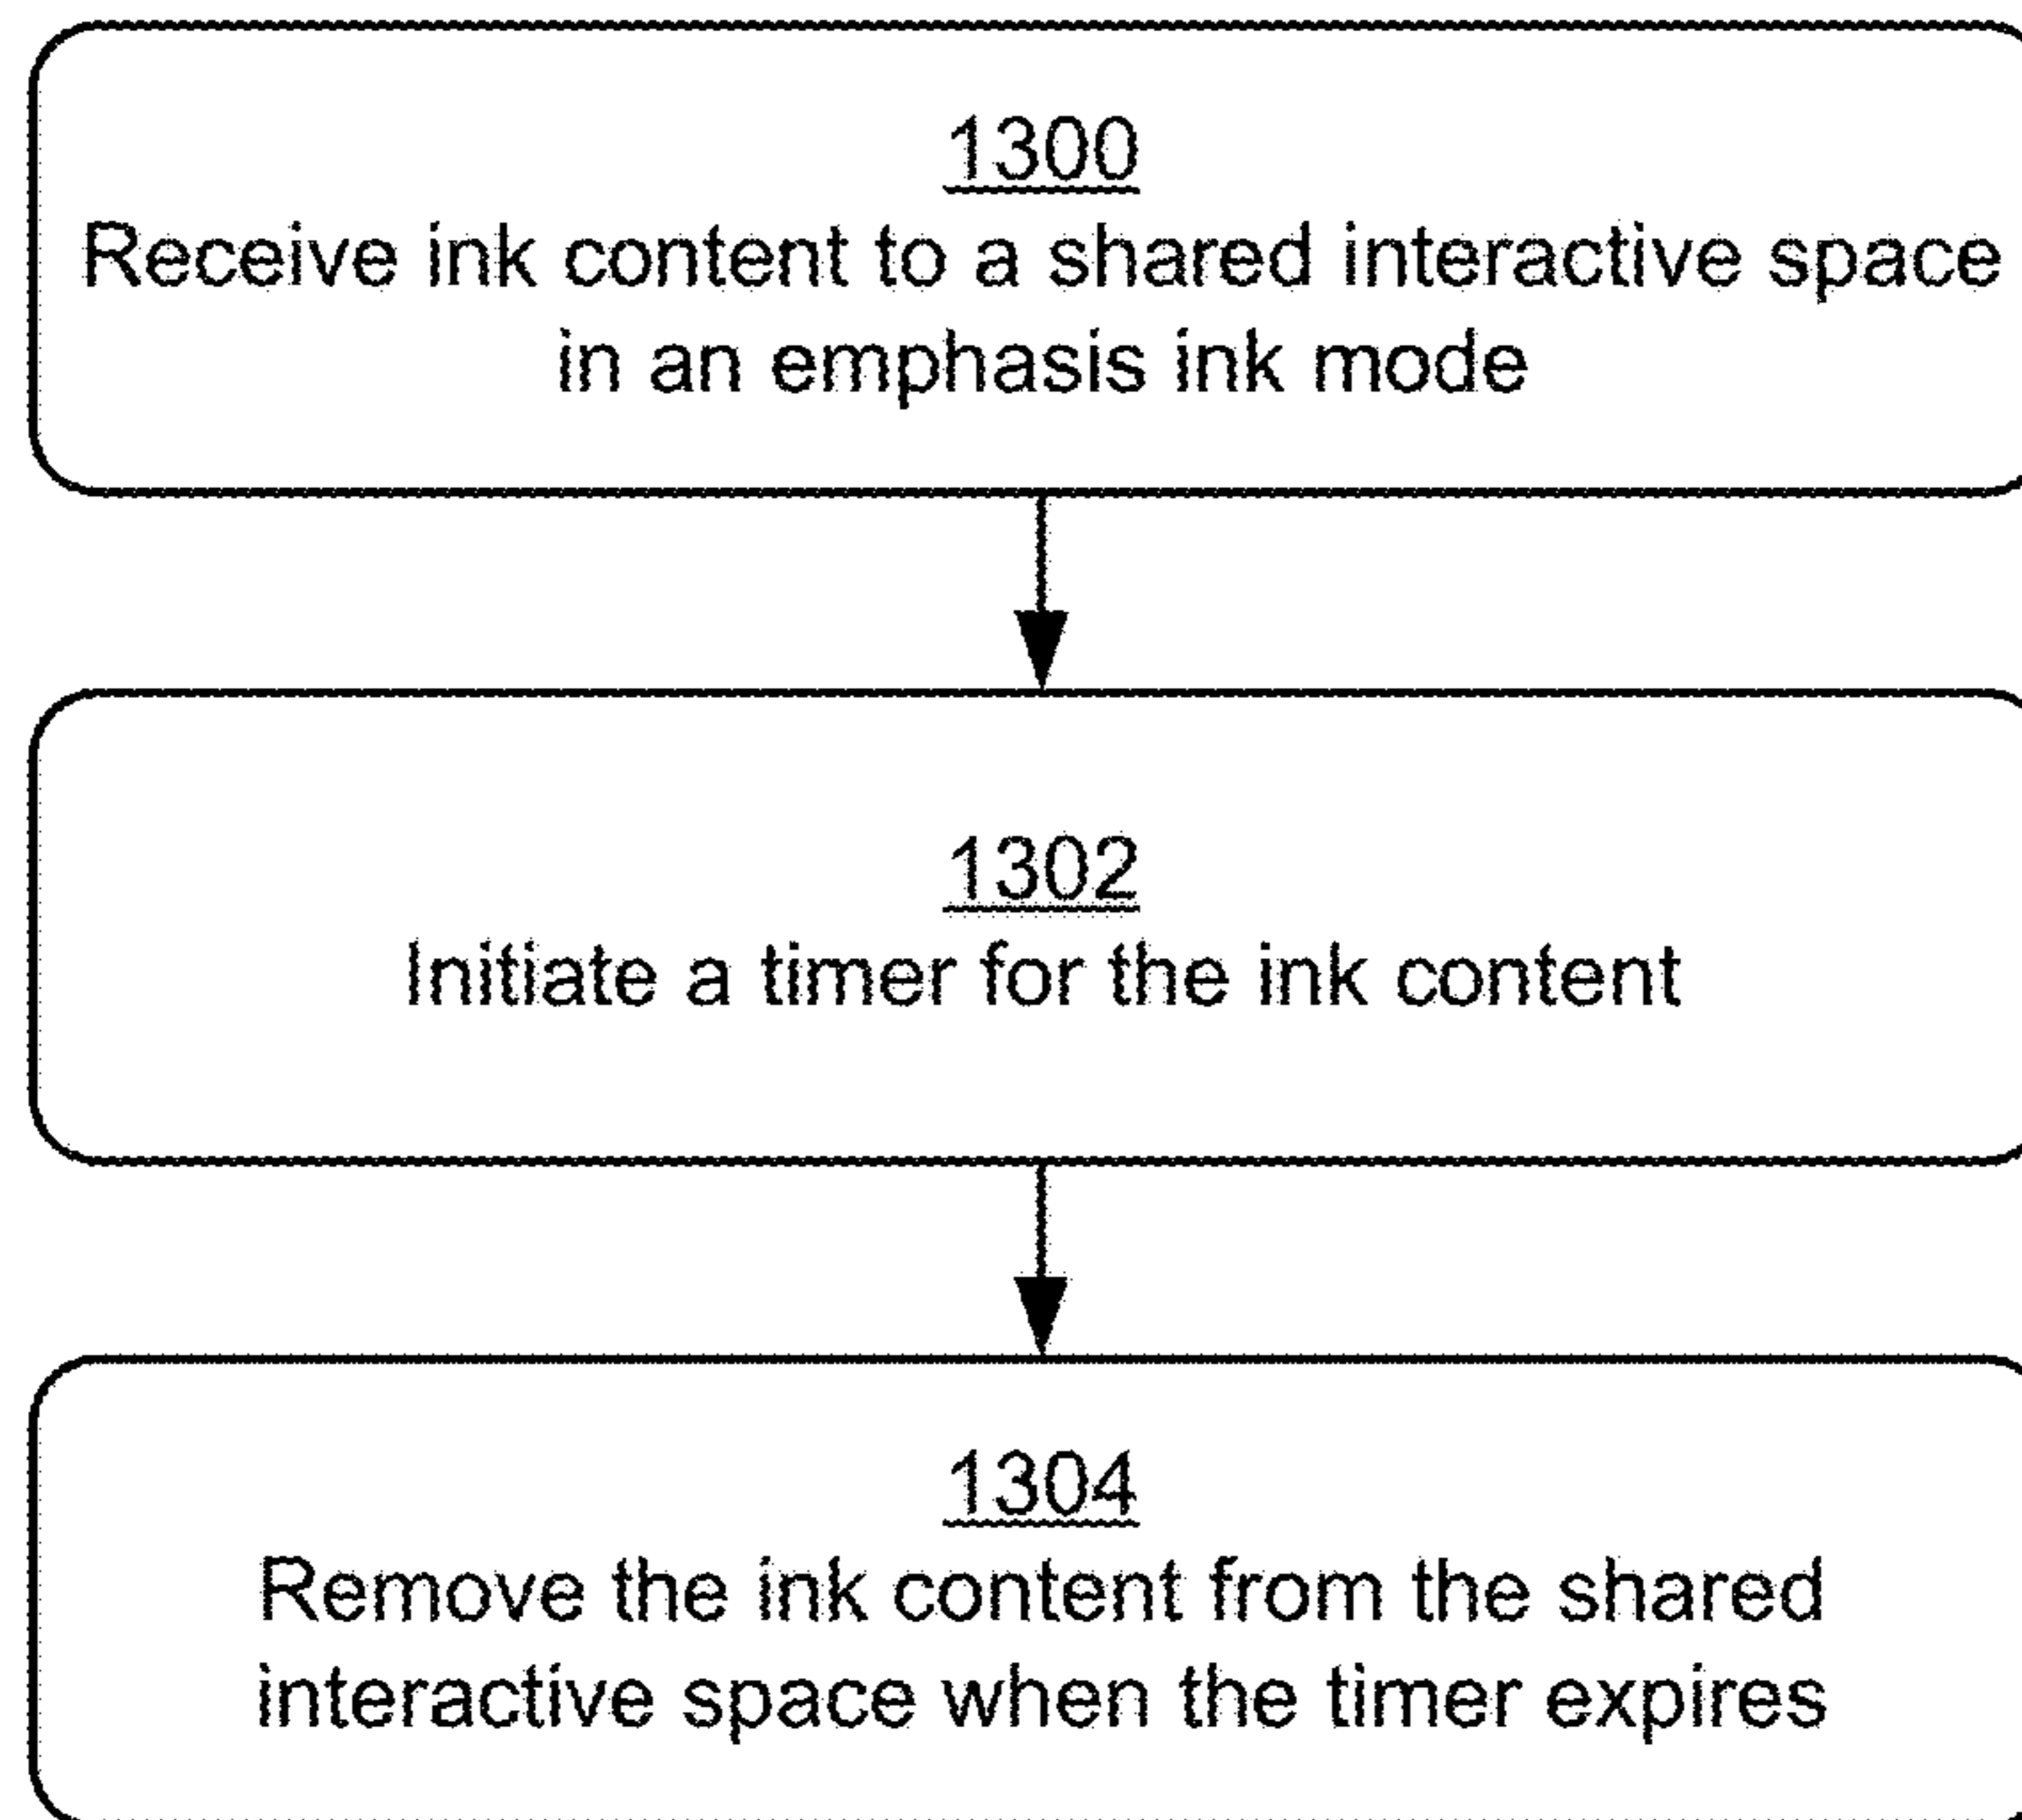 1300
Receive ink content to a shared interactive space
in an emphasis ink mode
1302
Initiate a timer for the ink content
1304
Remove the ink content from the shared
interactive space when the timer expires